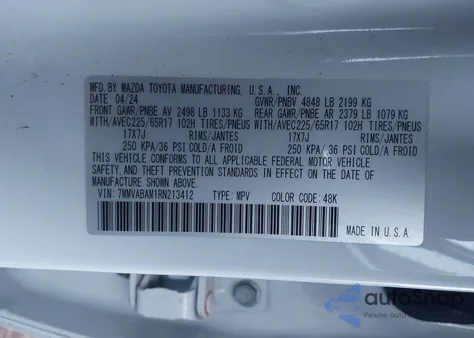 MFD. BY MAZDA TOYOTA MANUFACTURING, U.S.A., INC.
DATE: 04/24 GVWR/PNBV 4848 LB 2199 KG
FRONT GAWR/PNBE AV 2498 LB 1133 KG REAR GAWR/PNBE AR 2379 LB 1079 KG
WITH/AVEC225/65R17 102H TIRES/PNEUS WITH/AVEC225/65R17 102H TIRES/PNEUS
17X7J RIMS/JANTES 17X7J RIMS/JANTES
250 KPA/36 PSI COLD/A FROID 250 KPA/36 PSI COLD/A FROID
THIS VEHICLE CONFORMS TO ALL APPLICABLE FEDERAL MOTOR VEHICLE
SAFETY, AND THEFT PREVENTION STANDARDS IN EFFECT ON THE DATE OF
MANUFACTURE SHOWN ABOVE.
VIN: 7MMVABAM1RN213412 TYPE: MPV COLOR CODE: 48K
MADE IN U.S.A.
autoSnap
Pewne auto